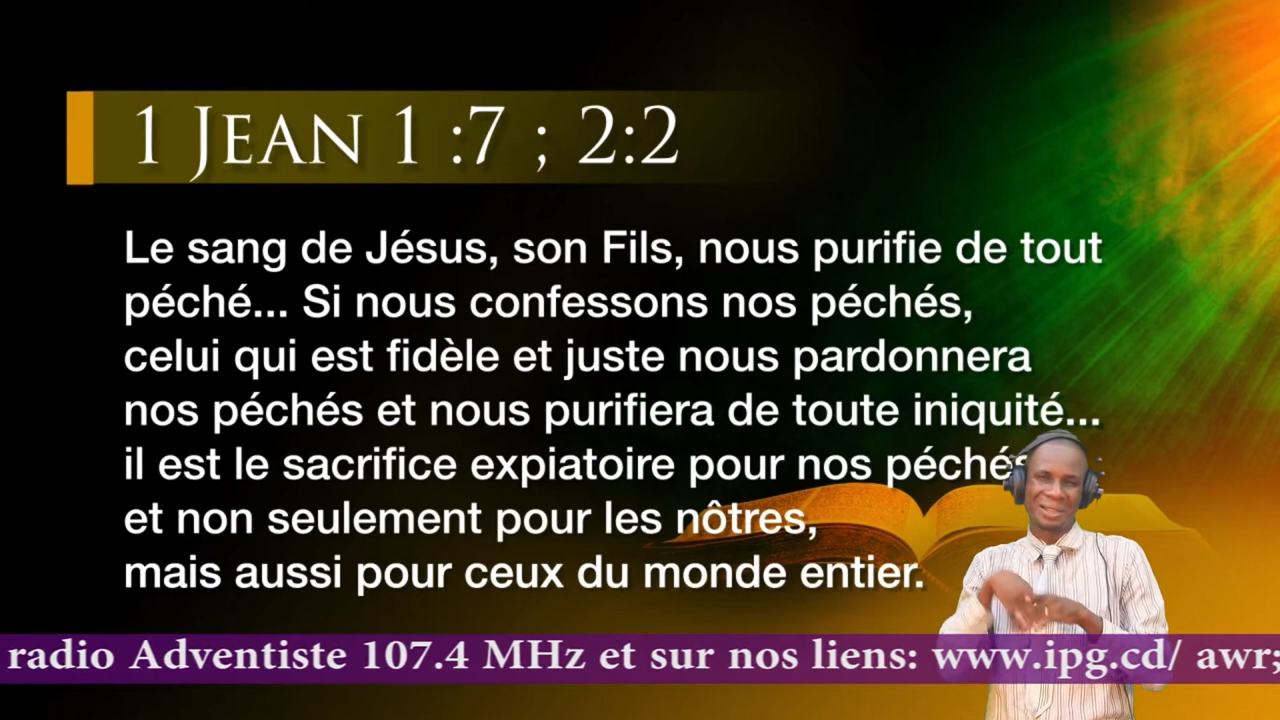 1 JEAN 1 :7 ; 2:2
Le sang de Jésus, son Fils, nous purifie de tout
péché... Si nous confessons nos péchés,
celui qui est fidèle et juste nous pardonnera
nos péchés et nous purifiera de toute iniquité...
il est le sacrifice expiatoire pour nos péchés
et non seulement pour les nôtres,
mais aussi pour ceux du monde entier.
radio Adventiste 107.4 MHz et sur nos liens: www.ipg.cd/ awr;